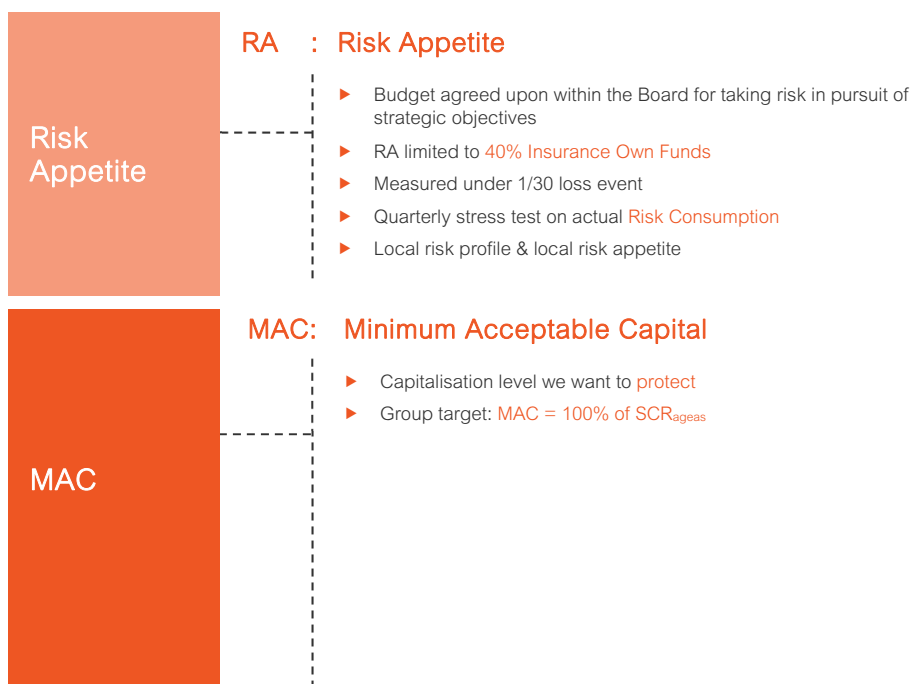 RA : Risk Appetite
Risk
Appetite
▶ Budget agreed upon within the Board for taking risk in pursuit of
strategic objectives
▶ RA limited to 40% Insurance Own Funds
▶ Measured under 1/30 loss event
▶ Quarterly stress test on actual Risk Consumption
▶ Local risk profile & local risk appetite
MAC: Minimum Acceptable Capital
MAC
▶ Capitalisation level we want to protect
▶ Group target: MAC = 100% of SCRageas